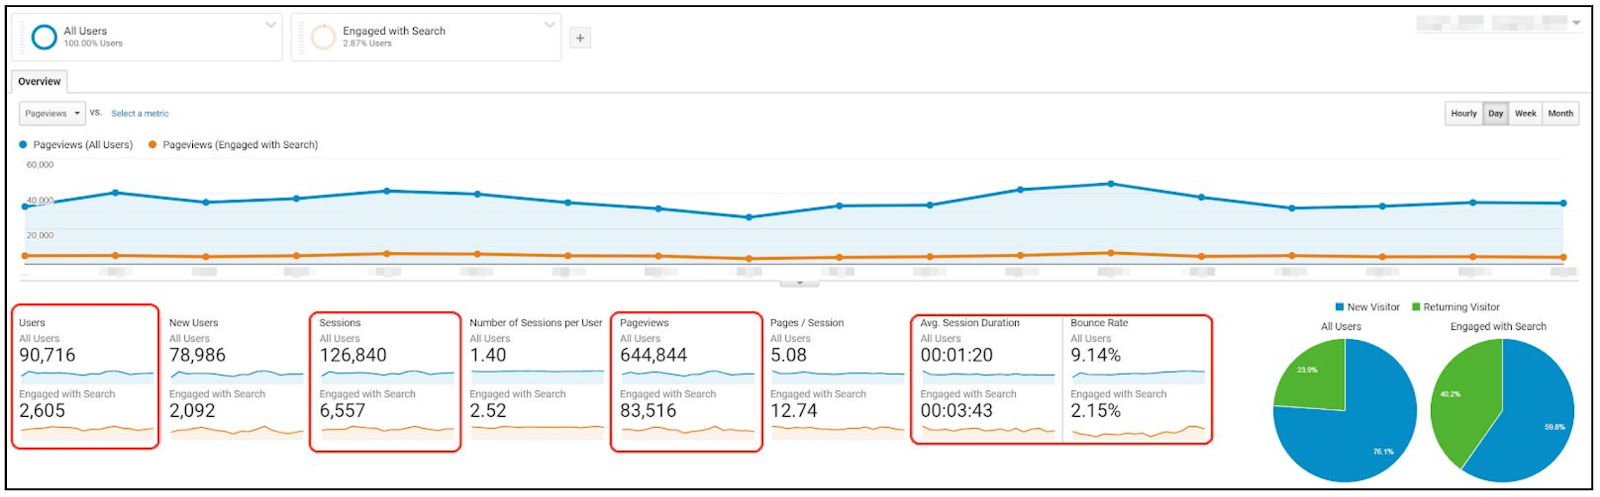 All Users
100.00% Users
Engaged with Search
2.87% Users
+
Overview
Pageviews
vs.
Select a metric
Hourly
Day
Week
Month
Pageviews (All Users)
Pageviews (Engaged with Search)
60,000
40,000
20,000
...
Users
All Users
90,716
Engaged with Search
2,605
New Users
All Users
78,986
Engaged with Search
2,092
Sessions
All Users
126,840
Engaged with Search
6,557
Number of Sessions per User
All Users
1.40
Engaged with Search
2.52
Pageviews
All Users
644,844
Engaged with Search
83,516
Pages / Session
All Users
5.08
Engaged with Search
12.74
Avg. Session Duration
All Users
00:01:20
Engaged with Search
00:03:43
Bounce Rate
All Users
9.14%
Engaged with Search
2.15%
New Visitor
Returning Visitor
All Users
23.9%
76.1%
Engaged with Search
40.2%
59.8%